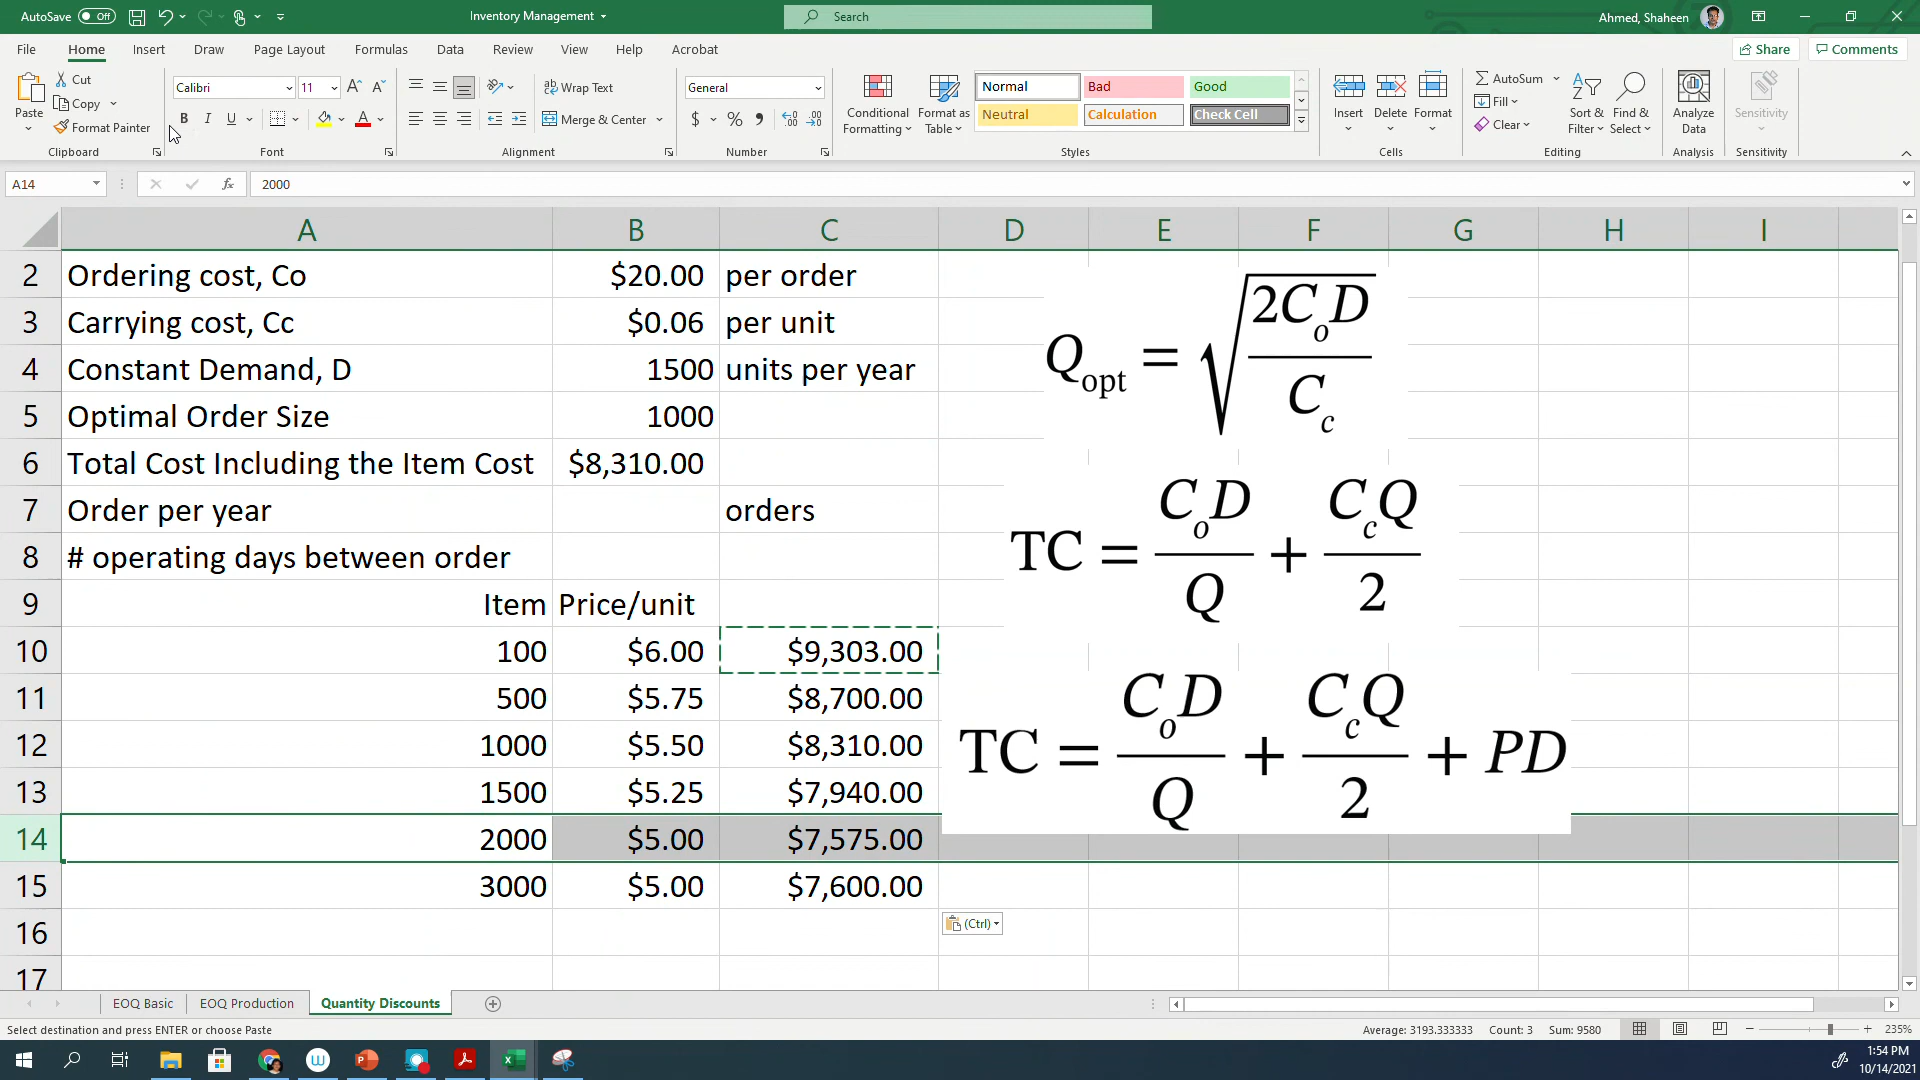 AutoSave Off Inventory Management Search Ahmed, Shaheen
File Home Insert Draw Page Layout Formulas Data Review View Help Acrobat Share Comments
Paste Cut Copy Format Painter
Calibri 11
B I U A
Wrap Text
Merge & Center
General
$ % 9
Conditional Formatting Format as Table
Normal Bad Good
Neutral Calculation Check Cell
Insert Delete Format
AutoSum Fill Clear
Sort & Filter Find & Select
Analyze Data Sensitivity
Clipboard Font Alignment Number Styles Cells Editing Analysis Sensitivity
A14 fx 2000
A B C D E F G H I
2 Ordering cost, Co $20.00 per order
3 Carrying cost, Cc $0.06 per unit
4 Constant Demand, D 1500 units per year
5 Optimal Order Size 1000
6 Total Cost Including the Item Cost $8,310.00
7 Order per year orders
8 # operating days between order
9 Item Price/unit
10 100 $6.00 $9,303.00
11 500 $5.75 $8,700.00
12 1000 $5.50 $8,310.00
13 1500 $5.25 $7,940.00
14 2000 $5.00 $7,575.00
15 3000 $5.00 $7,600.00
16
17
Qopt = √(2CoD / Cc)
TC = CoD/Q + CcQ/2
TC = CoD/Q + CcQ/2 + PD
(Ctrl)
EOQ Basic EOQ Production Quantity Discounts
Select destination and press ENTER or choose Paste Average: 3193.333333 Count: 3 Sum: 9580 235%
1:54 PM
10/14/2021